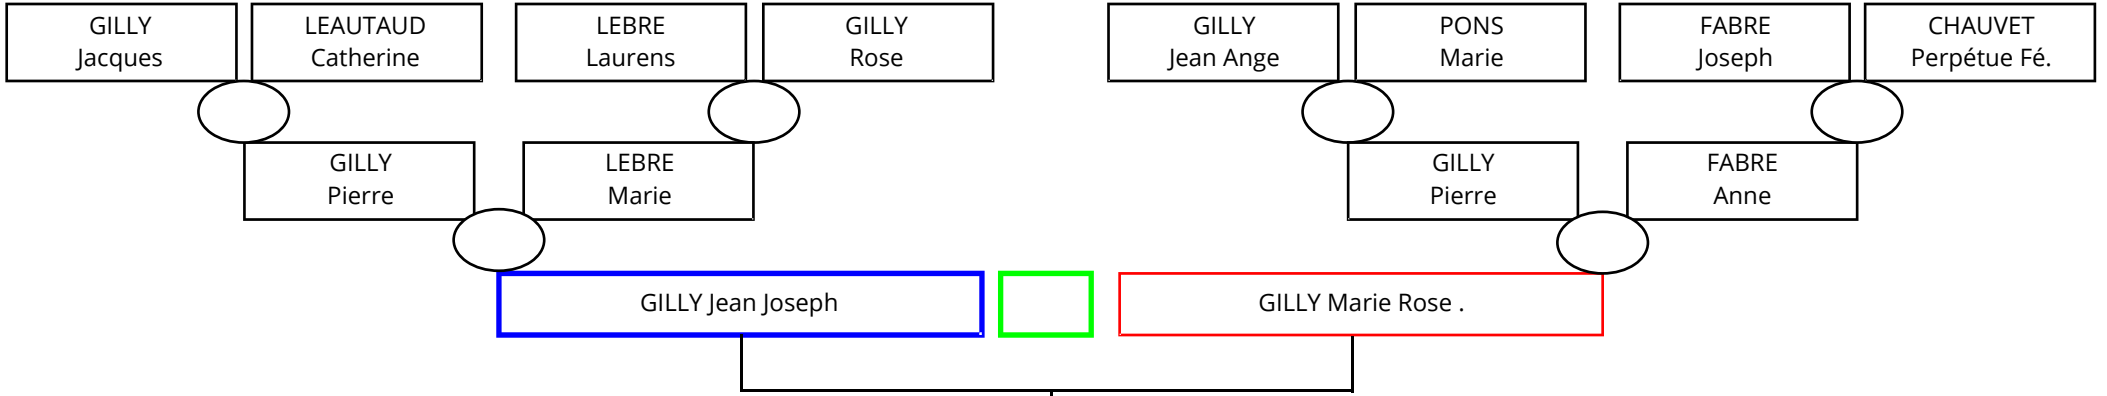 GILLY
Jacques
LEAUTAUD
Catherine
LEBRE
Laurens
GILLY
Rose
GILLY
Jean Ange
PONS
Marie
FABRE
Joseph
CHAUVET
Perpétue Fé.
GILLY
Pierre
LEBRE
Marie
GILLY
Pierre
FABRE
Anne
GILLY Jean Joseph
GILLY Marie Rose .